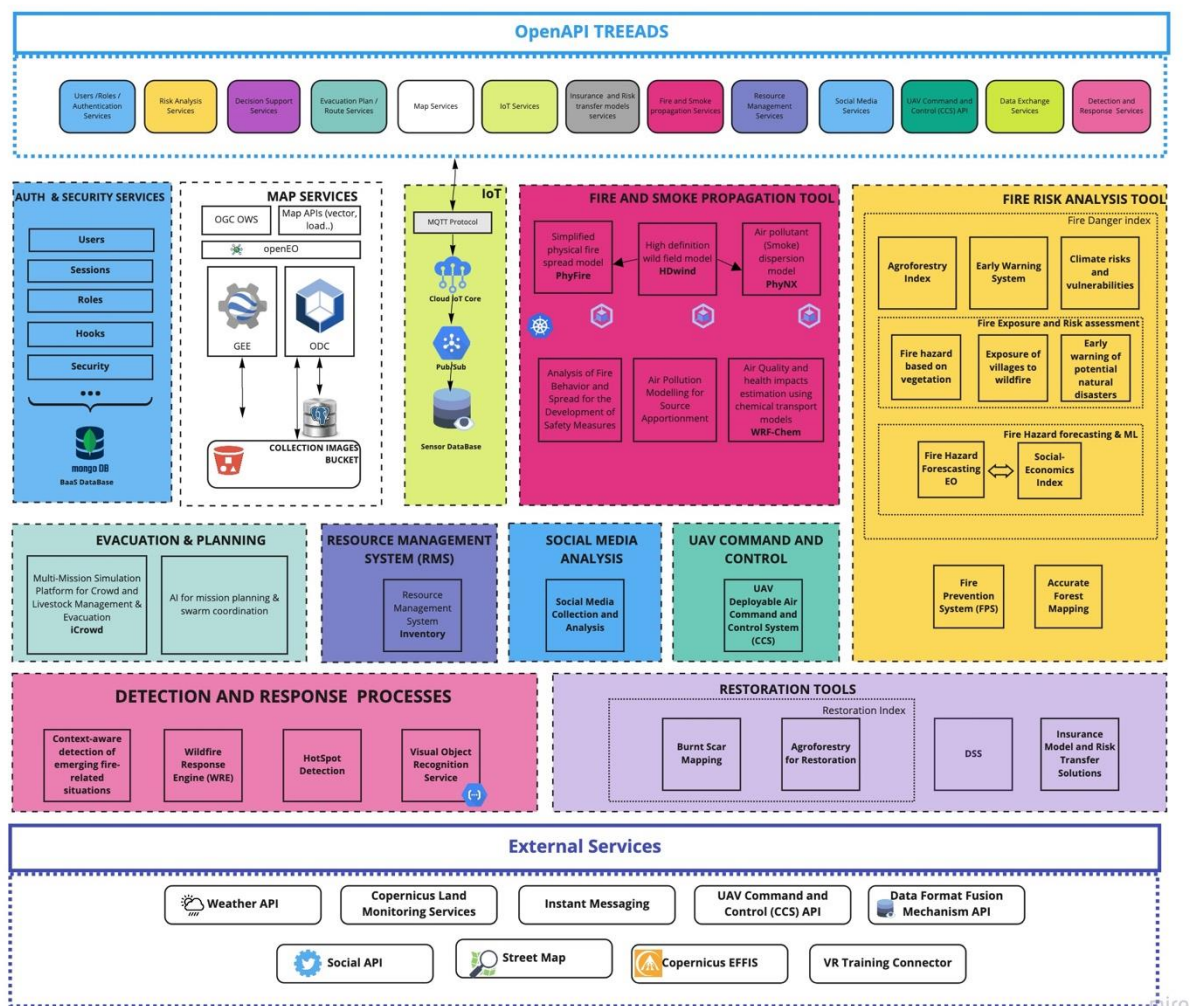 OpenAPI TREEADS
Users /Roles /
Authentication
Services
Risk Analysis
Services
Decision Support
Services
Evacuation Plan /
Route Services
Map Services
IoT Services
Insurance and Risk
transfer models
services
Fire and Smoke
propagation Services
Resource
Management
Services
Social Media
Services
UAV Command and
Control (CCS) API
Data Exchange
Services
Detection and
Response Services
AUTH & SECURITY SERVICES
Users
Sessions
Roles
Hooks
Security
mongo DB
BaaS DataBase
MAP SERVICES
OGC OWS
Map APIs (vector,
load..)
openEO
GEE
ODC
COLLECTION IMAGES
BUCKET
IoT
MQTT Protocol
Cloud IoT Core
Pub/Sub
Sensor DataBase
FIRE AND SMOKE PROPAGATION TOOL
Simplified
physical fire
spread model
PhyFire
High definition
wild field model
HDwind
Air pollutant
(Smoke)
dispersion
model
PhyNX
Analysis of Fire
Behavior and
Spread for the
Development of
Safety Measures
Air Pollution
Modelling for
Source
Apportionment
Air Quality and
health impacts
estimation using
chemical transport
models
WRF-Chem
FIRE RISK ANALYSIS TOOL
Fire Danger index
Agroforestry
Index
Early Warning
System
Climate risks
and
vulnerabilities
Fire Exposure and Risk assessment
Fire hazard
based on
vegetation
Exposure of
villages to
wildfire
Early
warning of
potential
natural
disasters
Fire Hazard forecasting & ML
Fire Hazard
Forescasting
EO
Social-
Economics
Index
Fire
Prevention
System (FPS)
Accurate
Forest
Mapping
EVACUATION & PLANNING
Multi-Mission Simulation
Platform for Crowd and
Livestock Management &
Evacuation
iCrowd
AI for mission planning &
swarm coordination
RESOURCE MANAGEMENT
SYSTEM (RMS)
Resource
Management
System
Inventory
SOCIAL MEDIA
ANALYSIS
Social Media
Collection and
Analysis
UAV COMMAND AND
CONTROL
UAV
Deployable Air
Command and
Control System
(CCS)
DETECTION AND RESPONSE PROCESSES
Context-aware
detection of
emerging fire-
related
situations
Wildfire
Response
Engine (WRE)
HotSpot
Detection
Visual Object
Recognition
Service
RESTORATION TOOLS
Restoration Index
Burnt Scar
Mapping
Agroforestry
for Restoration
DSS
Insurance
Model and Risk
Transfer
Solutions
External Services
Weather API
Copernicus Land
Monitoring Services
Instant Messaging
UAV Command and
Control (CCS) API
Data Format Fusion
Mechanism API
Social API
Street Map
Copernicus EFFIS
VR Training Connector
miro